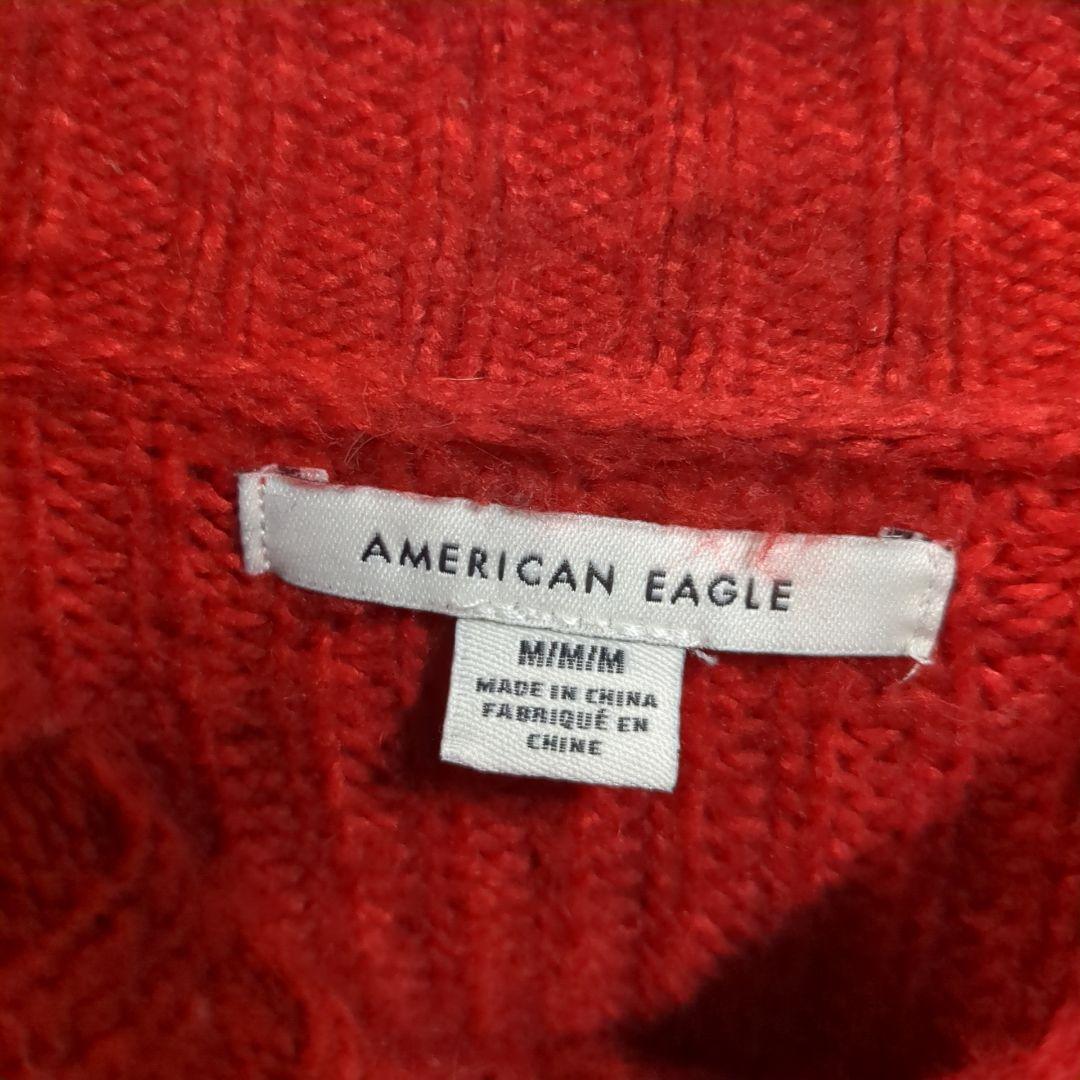 AMERICAN EAGLE
M/M/M
MADE IN CHINA
FABRIQUÉ EN
CHINE